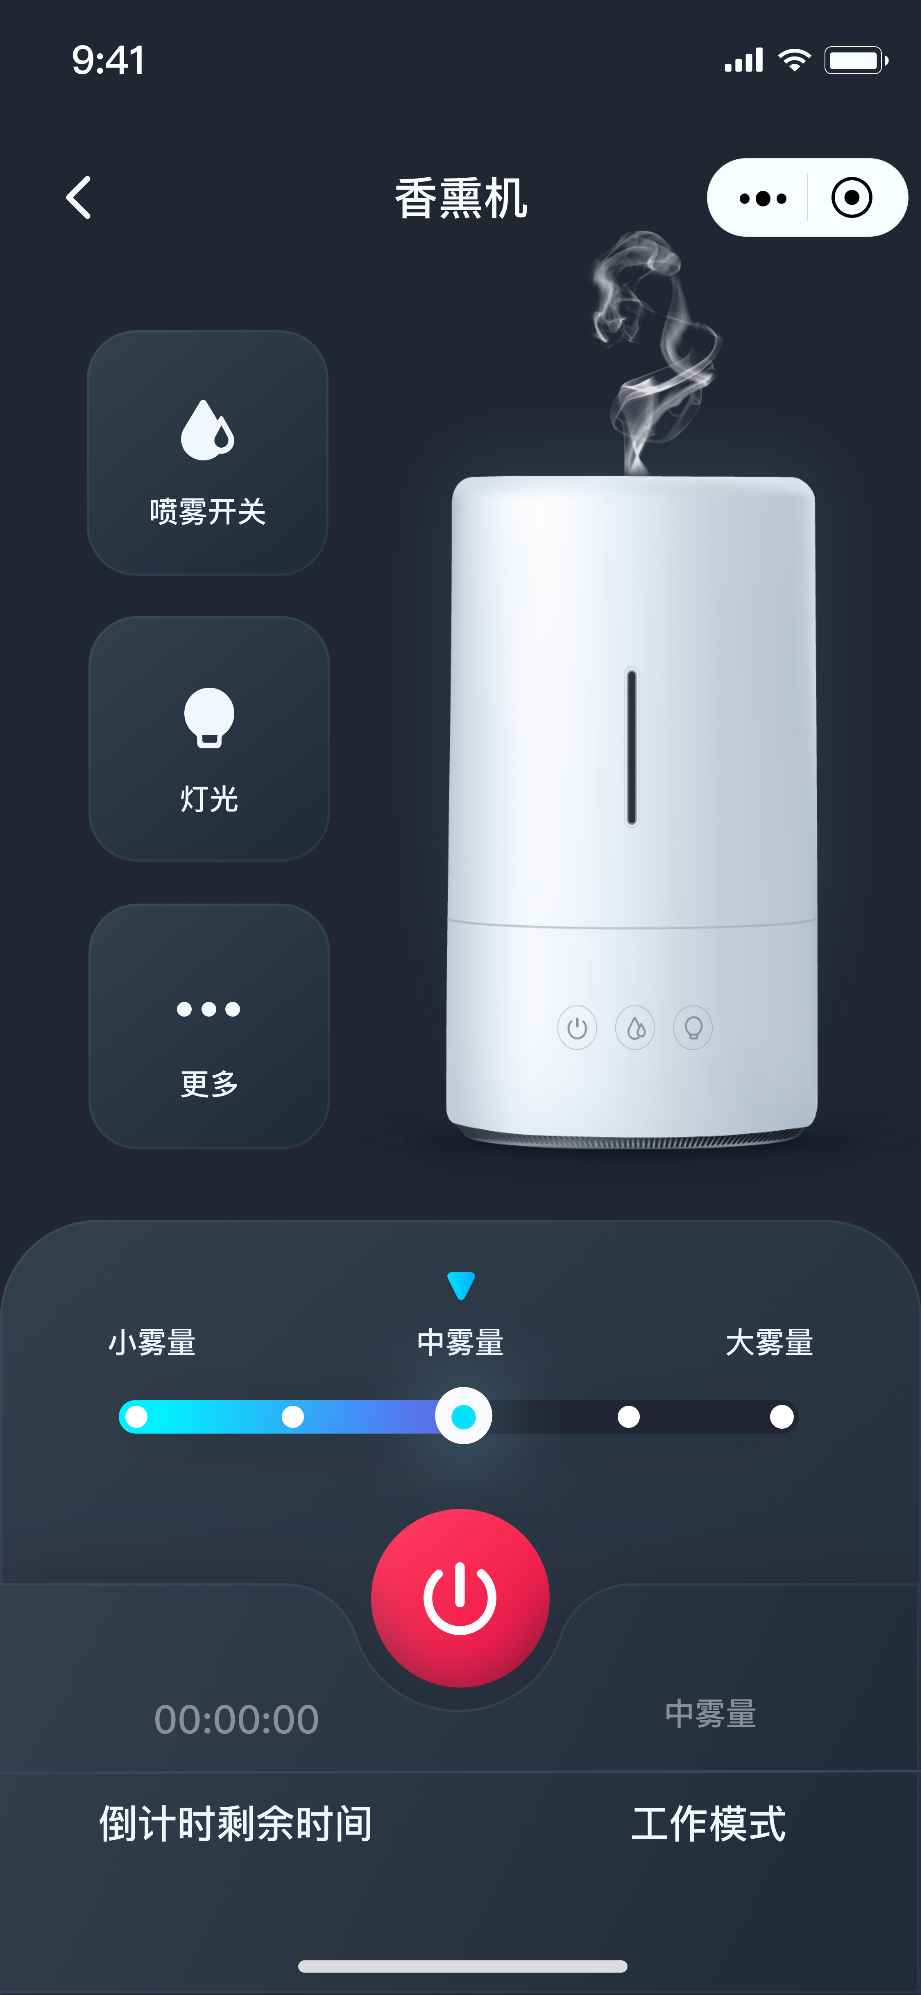 9:41
香熏机
喷雾开关
灯光
更多
小雾量 中雾量 大雾量
00:00:00 中雾量
倒计时剩余时间 工作模式